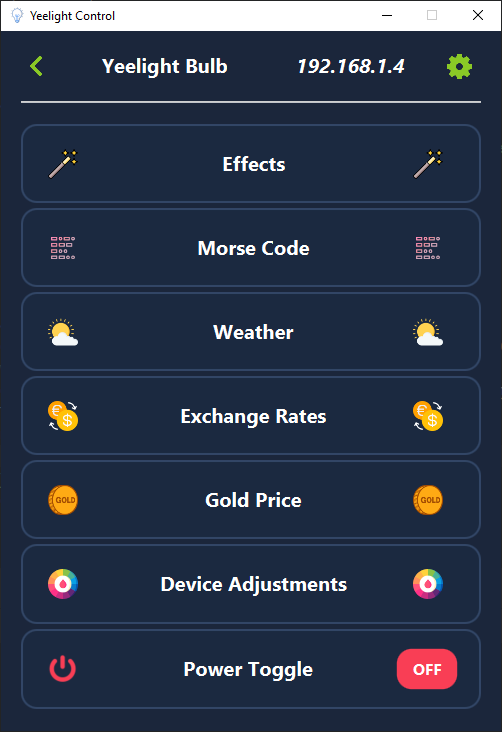 Yeelight Control
Yeelight Bulb 192.168.1.4
Effects
Morse Code
Weather
€ $ Exchange Rates € $
GOLD Gold Price GOLD
Device Adjustments
Power Toggle OFF